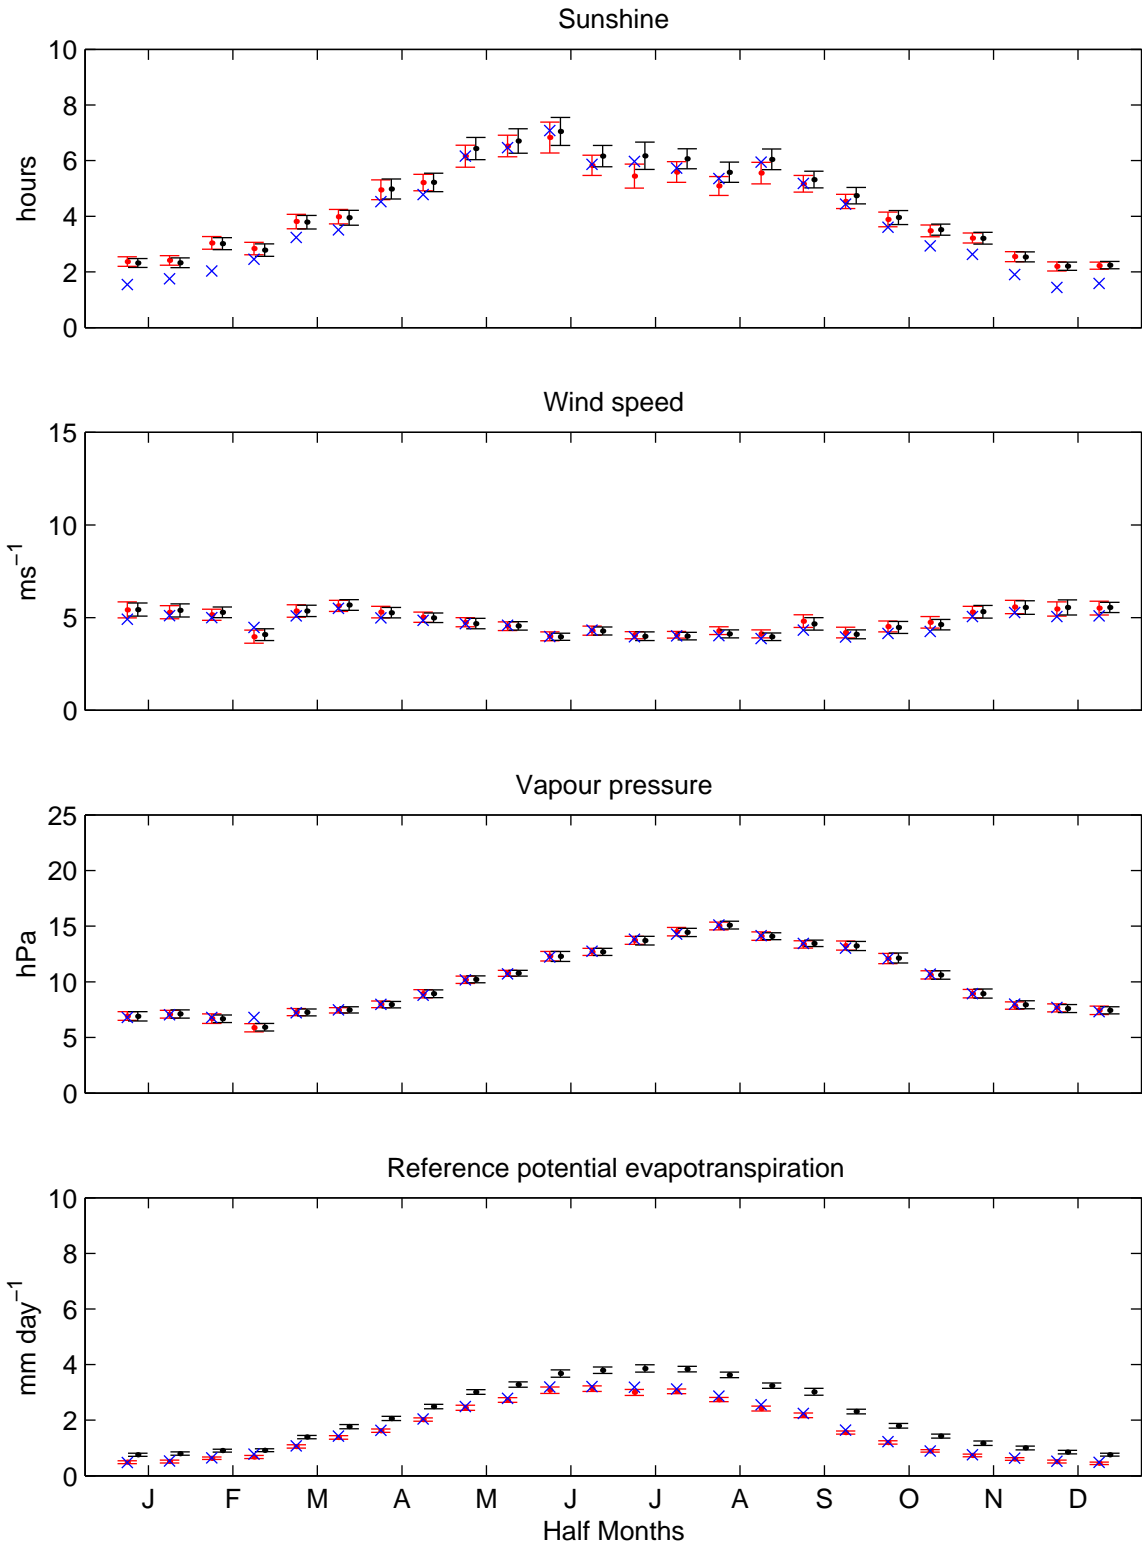 Sunshine
10
8
6
4
2
0
hours
Wind speed
15
10
5
0
ms⁻¹
Vapour pressure
25
20
15
10
5
0
hPa
Reference potential evapotranspiration
10
8
6
4
2
0
mm day⁻¹
J F M A M J J A S O N D
Half Months